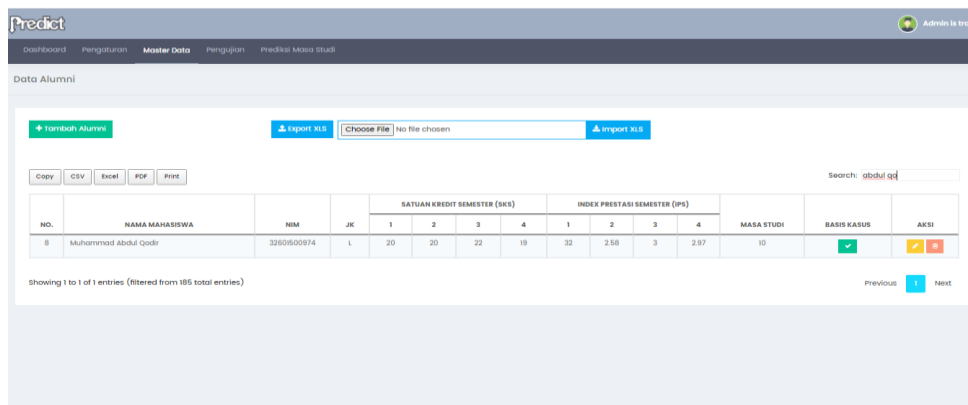 Predict
Admin is tra
Dashboard Pengaturan Master Data Pengujian Prediksi Masa Studi
Data Alumni
+ Tambah Alumni Export XLS Choose File No file chosen Import XLS
Copy CSV Excel PDF Print Search: abdul qo
SATUAN KREDIT SEMESTER (SKS) INDEX PRESTASI SEMESTER (IPS)
NO. NAMA MAHASISWA NIM JK 1 2 3 4 1 2 3 4 MASA STUDI BASIS KASUS AKSI
8 Muhammad Abdul Qodir 32601500974 L 20 20 22 19 32 2.58 3 2.97 10
Showing 1 to 1 of 1 entries (filtered from 185 total entries) Previous 1 Next